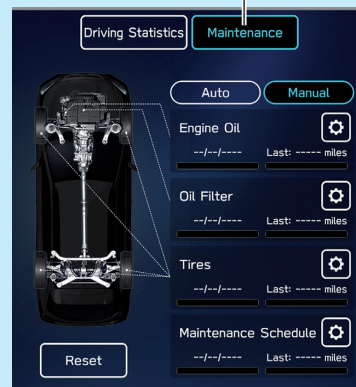 Driving Statistics Maintenance
Auto Manual
Engine Oil
--/--/---- Last: ----- miles
Oil Filter
--/--/---- Last: ----- miles
Tires
--/--/---- Last: ----- miles
Maintenance Schedule
--/--/---- Last: ----- miles
Reset